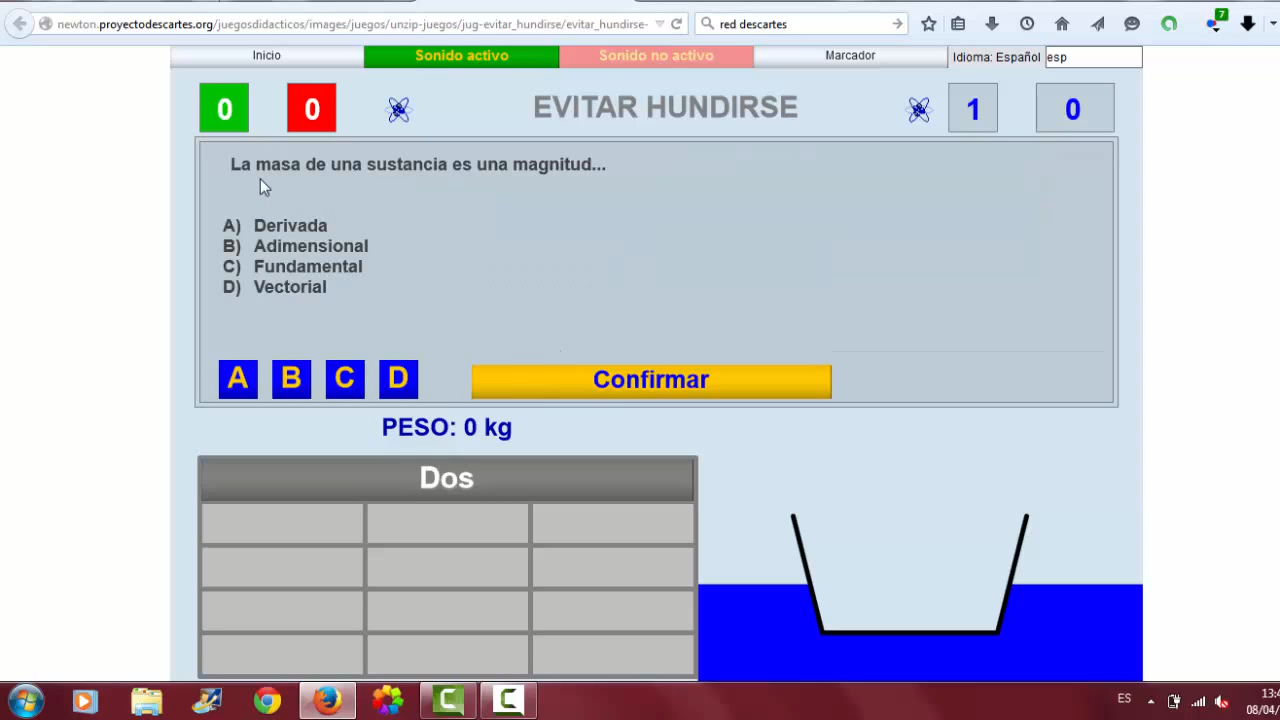 newton.proyectodescartes.org/juegosdidacticos/images/juegos/unzip-juegos/jug-evitar_hundirse/evitar_hundirse-
red descartes
7
Inicio
Sonido activo
Sonido no activo
Marcador
Idioma: Español
esp
0
0
EVITAR HUNDIRSE
1
0
La masa de una sustancia es una magnitud...
A) Derivada
B) Adimensional
C) Fundamental
D) Vectorial
A B C D
Confirmar
PESO: 0 kg
Dos
ES
13:4
08/04/